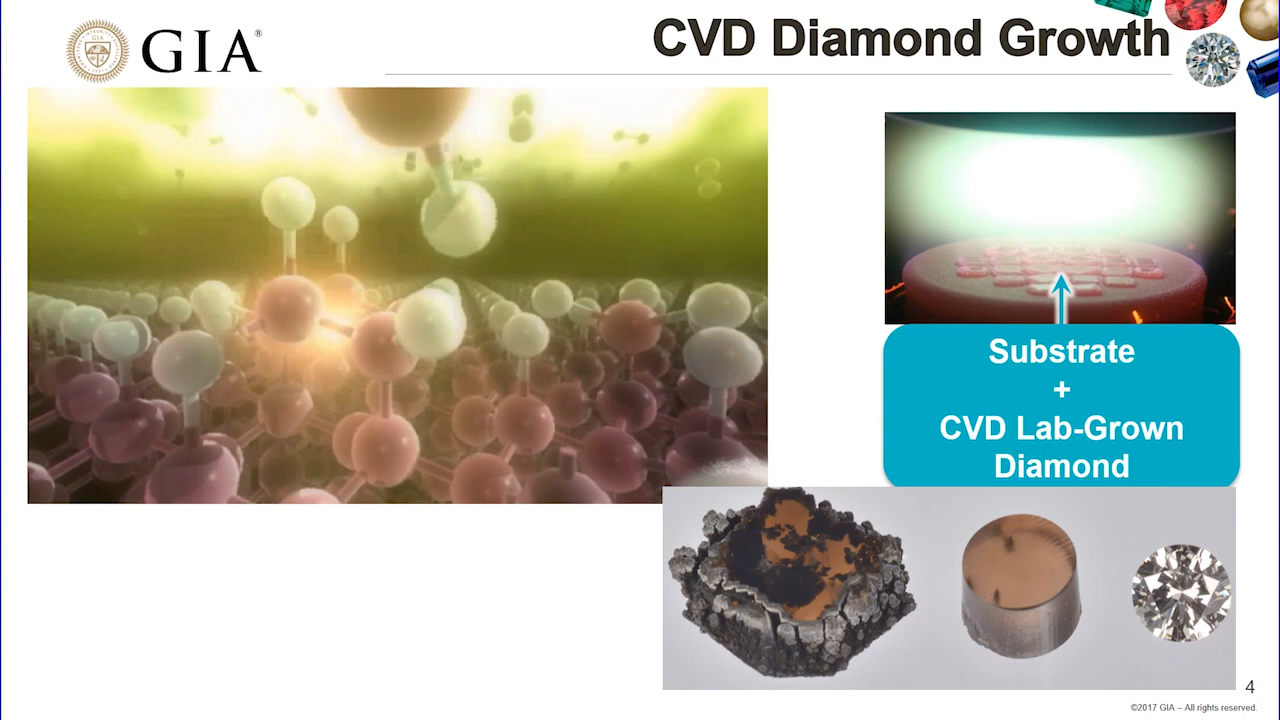 GIA®
CVD Diamond Growth
Substrate
+
CVD Lab-Grown
Diamond
4
©2017 GIA – All rights reserved.